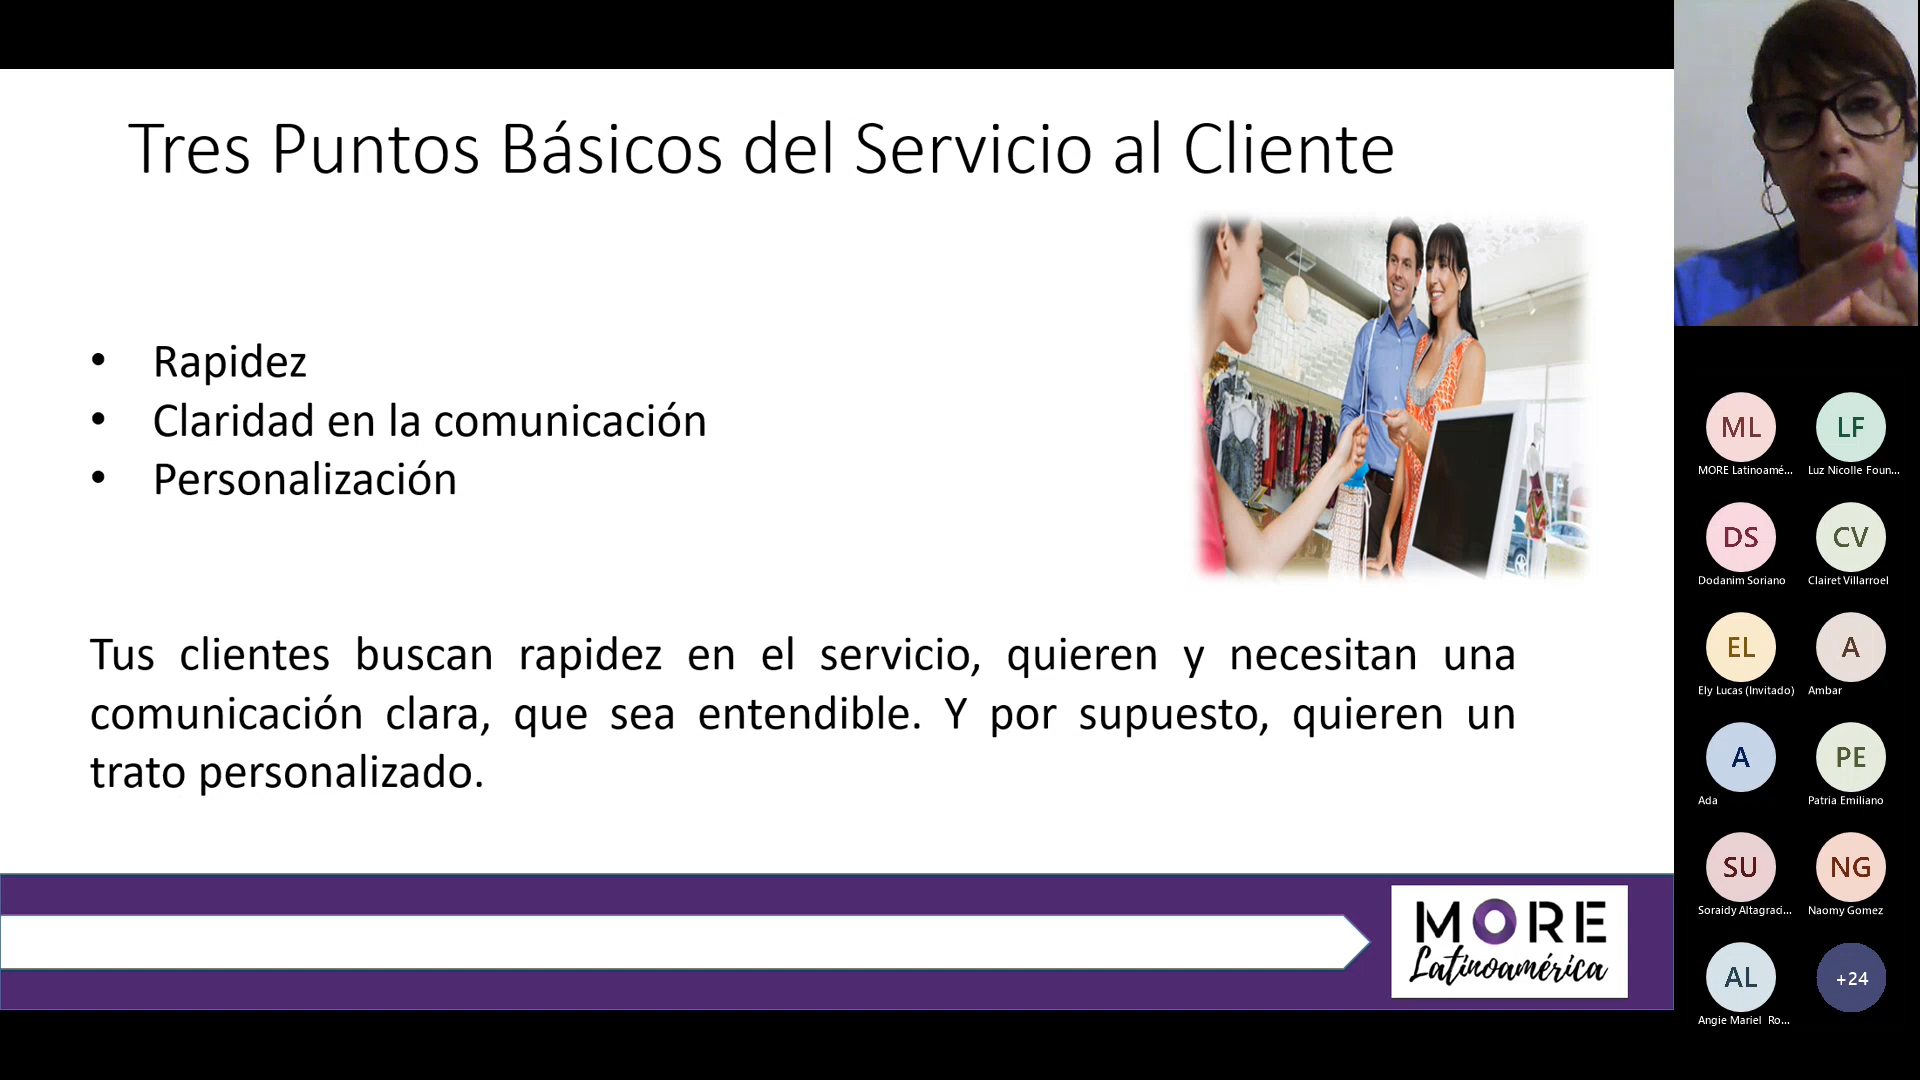 Tres Puntos Básicos del Servicio al Cliente
• Rapidez
• Claridad en la comunicación
• Personalización
Tus clientes buscan rapidez en el servicio, quieren y necesitan una
comunicación clara, que sea entendible. Y por supuesto, quieren un
trato personalizado.
MORE
Latinoamérica
ML
LF
MORE Latinoamé...
Luz Nicolle Foun...
DS
CV
Dodanim Soriano
Clairet Villarroel
EL
A
Ely Lucas (Invitado)
Ambar
A
PE
Ada
Patria Emiliano
SU
NG
Soraidy Altagraci...
Naomy Gomez
AL
+24
Angie Mariel Ro...